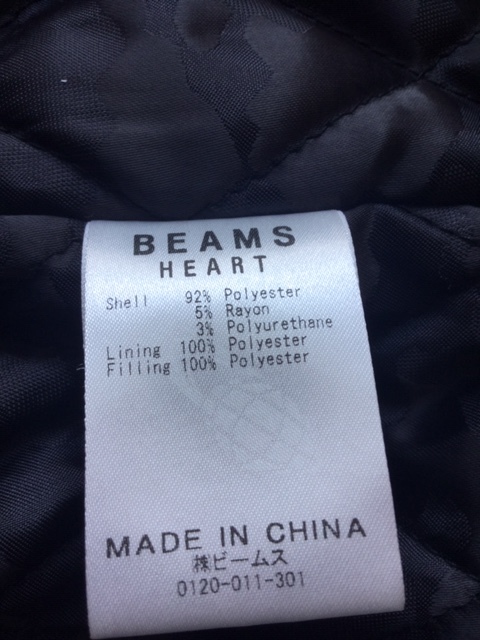 BEAMS
HEART
Shell 92% Polyester
5% Rayon
3% Polyurethane
Lining 100% Polyester
Filling 100% Polyester
MADE IN CHINA
㈱ビームス
0120-011-301